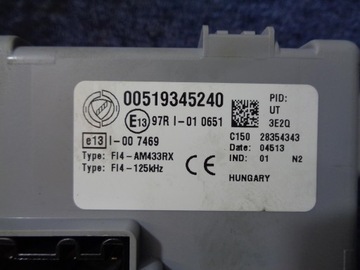 00519345240
E13 97R I-01 0651
e13 I-00 7469
Type: FI4-AM433RX
Type: FI4-125kHz
CE
PID:
UT
3E2Q
C150 28354343
Date: 04513
IND: 01 N2
HUNGARY